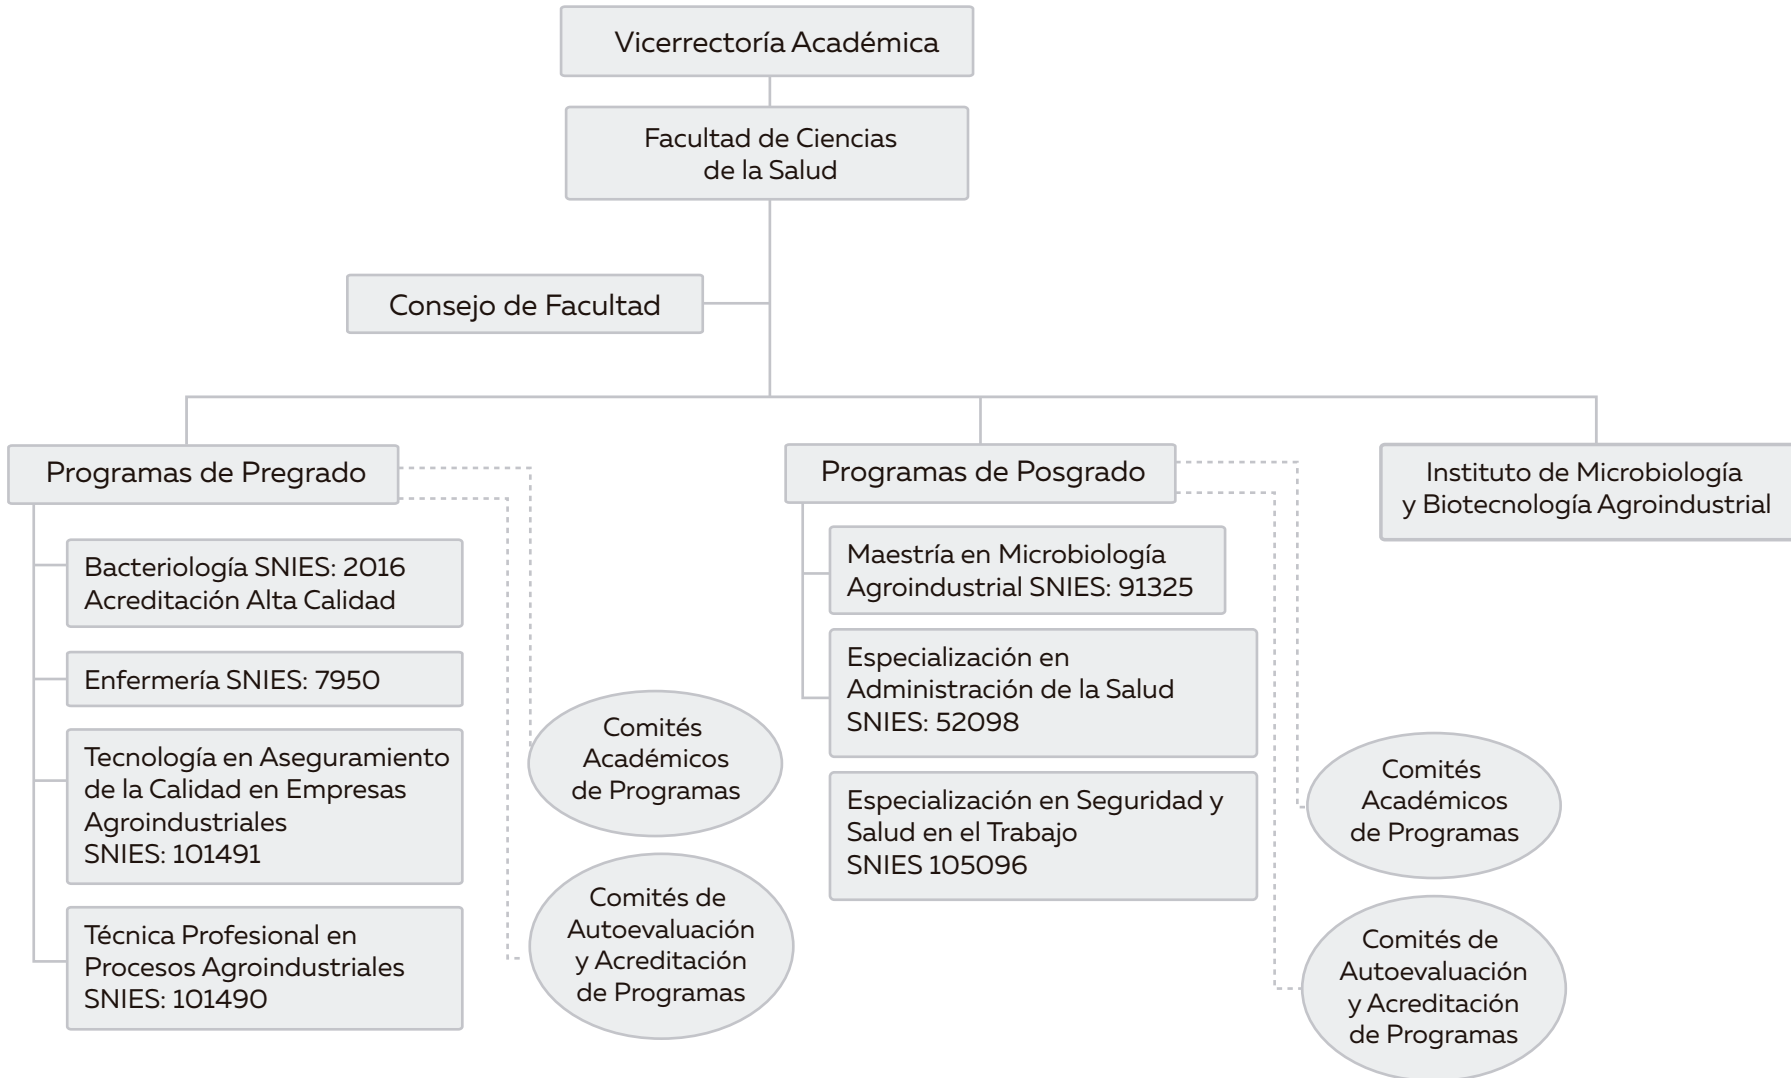 Vicerrectoría Académica
Facultad de Ciencias
de la Salud
Consejo de Facultad
Programas de Pregrado
Bacteriología SNIES: 2016
Acreditación Alta Calidad
Enfermería SNIES: 7950
Tecnología en Aseguramiento
de la Calidad en Empresas
Agroindustriales
SNIES: 101491
Técnica Profesional en
Procesos Agroindustriales
SNIES: 101490
Comités
Académicos
de Programas
Comités de
Autoevaluación
y Acreditación
de Programas
Programas de Posgrado
Maestría en Microbiología
Agroindustrial SNIES: 91325
Especialización en
Administración de la Salud
SNIES: 52098
Especialización en Seguridad y
Salud en el Trabajo
SNIES 105096
Comités
Académicos
de Programas
Comités de
Autoevaluación
y Acreditación
de Programas
Instituto de Microbiología
y Biotecnología Agroindustrial